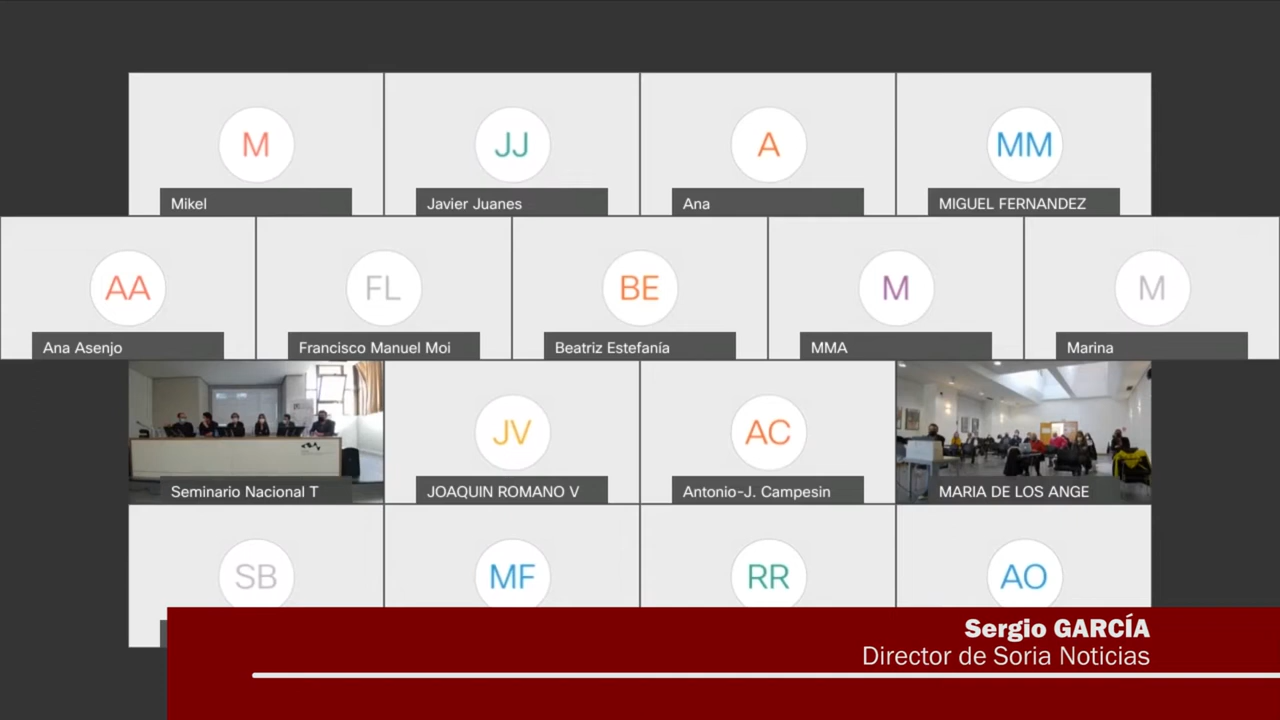 M
JJ
A
MM
Mikel
Javier Juanes
Ana
MIGUEL FERNANDEZ
AA
FL
BE
M
M
Ana Asenjo
Francisco Manuel Moi
Beatriz Estefanía
MMA
Marina
JV
AC
Seminario Nacional T
JOAQUIN ROMANO V
Antonio-J. Campesin
MARIA DE LOS ANGE
SB
MF
RR
AO
Sergio GARCÍA
Director de Soria Noticias